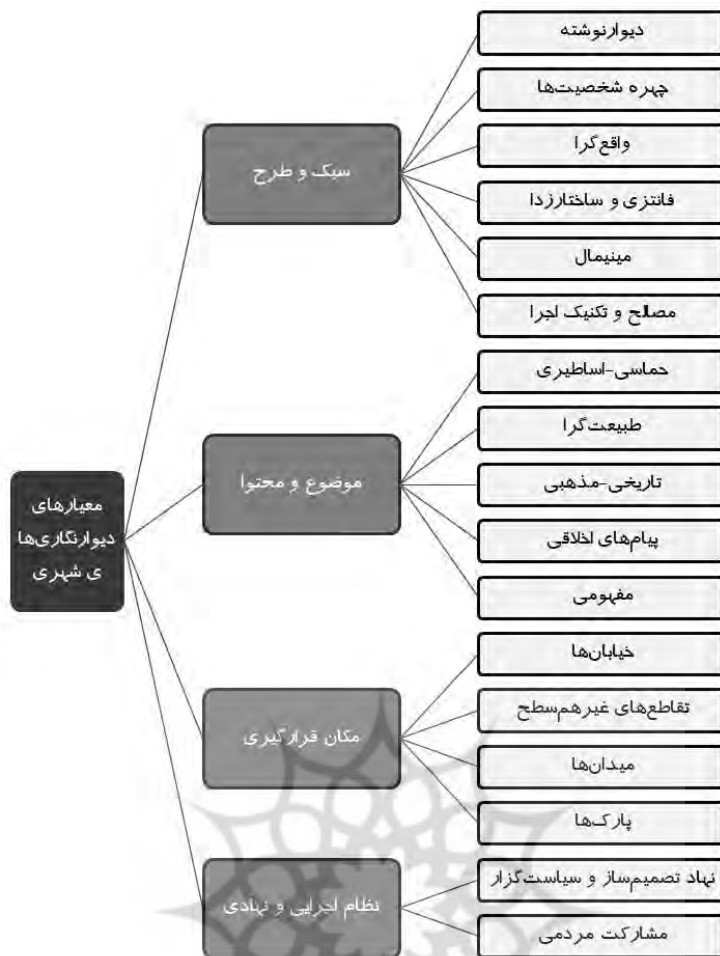 معیارهای
دیوارنگاری‌ها
ی شهری
سبک و طرح
دیوارنوشته
چهره شخصیت‌ها
واقع‌گرا
فانتزی و ساختارزدا
مینیمال
مصالح و تکنیک اجرا
موضوع و محتوا
حماسی-اساطیری
طبیعت‌گرا
تاریخی-مذهبی
پیام‌های اخلاقی
مفهومی
مکان قرارگیری
خیابان‌ها
تقاطع‌های غیرهم‌سطح
میدان‌ها
پارک‌ها
نظام اجرایی و نهادی
نهاد تصمیم‌ساز و سیاست‌گزار
مشارکت مردمی